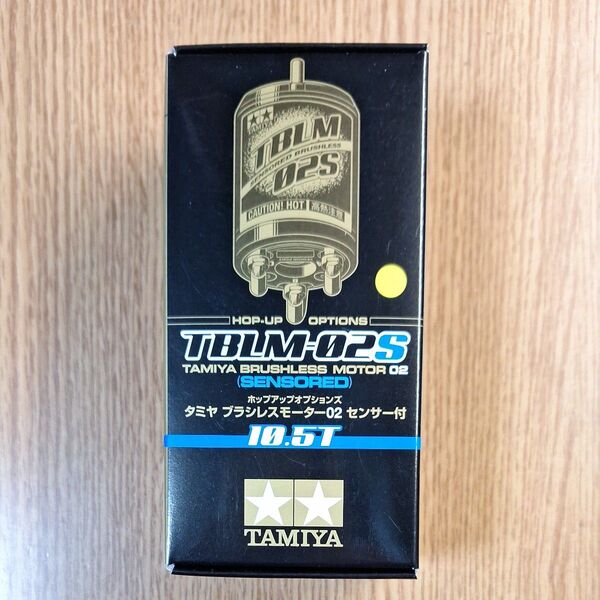 TAMIYA
TBLM
SENSORED BRUSHLESS
02S
CAUTION! HOT 高熱注意
HOP-UP OPTIONS
TBLM-02S
TAMIYA BRUSHLESS MOTOR 02
(SENSORED)
ホップアップオプションズ
タミヤ ブラシレスモーター02 センサー付
10.5T
TAMIYA